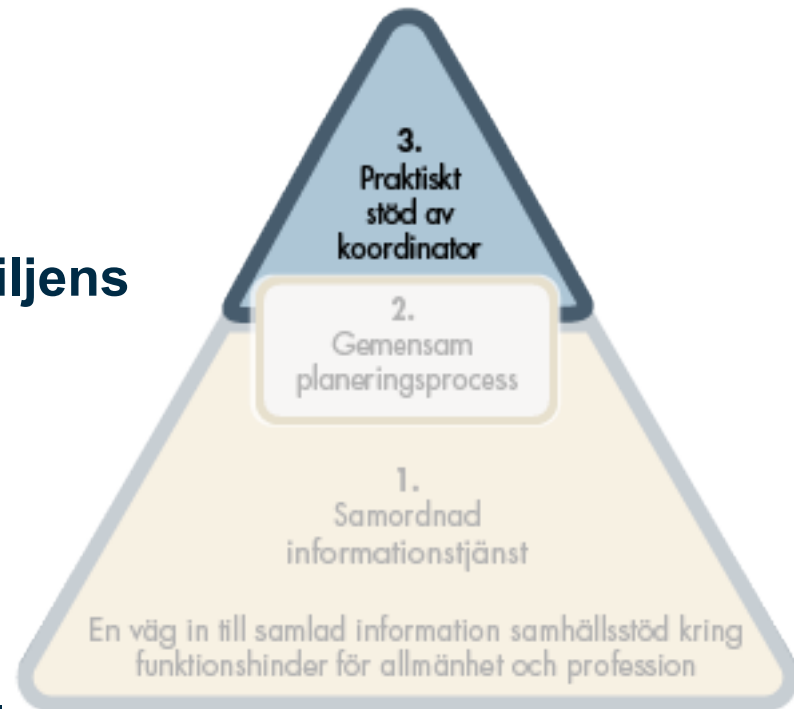 iljens
3.
Praktiskt
stöd av
koordinator
2.
Gemensam
planeringsprocess
1.
Samordnad
informationstjänst
En väg in till samlad information samhällsstöd kring
funktionshinder för allmänhet och profession